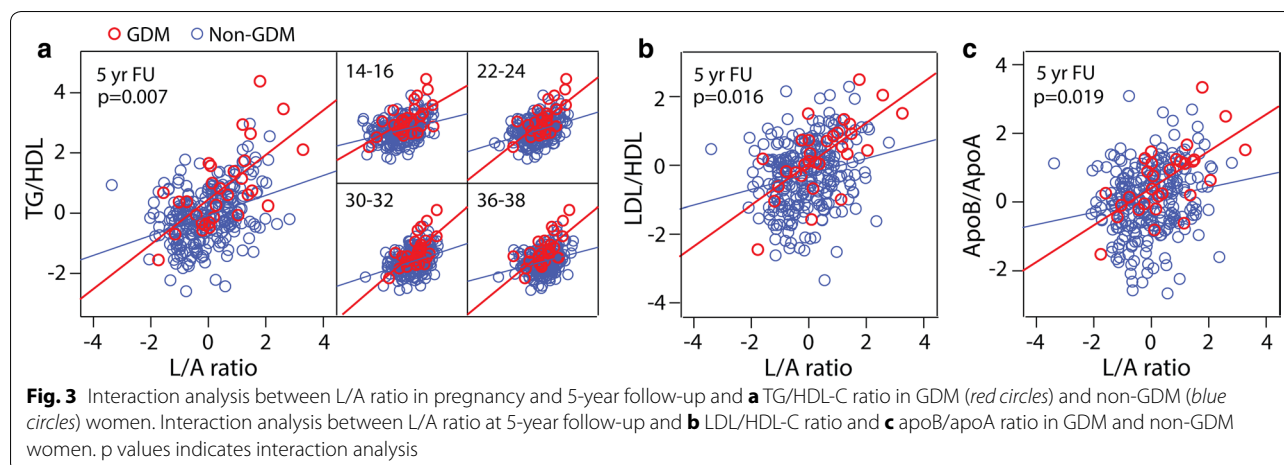 a
GDM Non-GDM
TG/HDL
5 yr FU
p=0.007
4
2
0
-2
-4 -2 0 2 4
L/A ratio
14-16
22-24
30-32
36-38
b
LDL/HDL
5 yr FU
p=0.016
2
0
-2
-4
-4 -2 0 2 4
L/A ratio
c
ApoB/ApoA
5 yr FU
p=0.019
4
2
0
-2
-4 -2 0 2 4
L/A ratio
Fig. 3 Interaction analysis between L/A ratio in pregnancy and 5-year follow-up and a TG/HDL-C ratio in GDM (red circles) and non-GDM (blue
circles) women. Interaction analysis between L/A ratio at 5-year follow-up and b LDL/HDL-C ratio and c apoB/apoA ratio in GDM and non-GDM
women. p values indicates interaction analysis